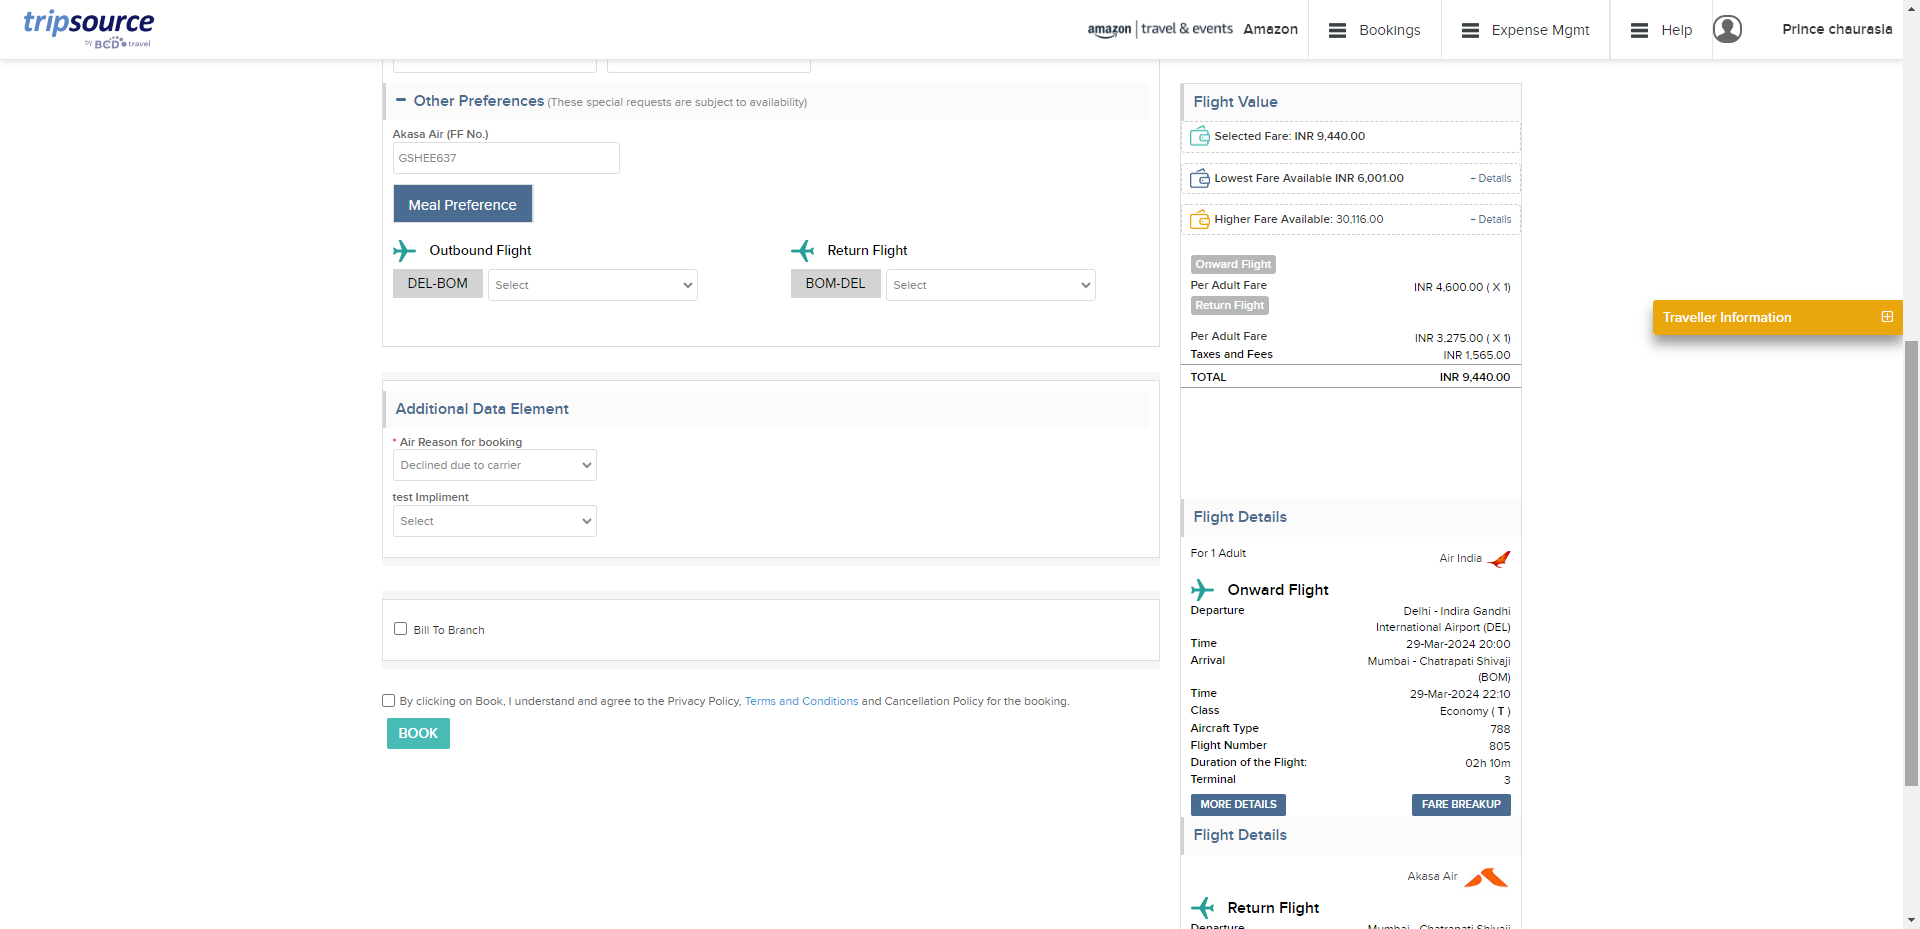 tripsource
by BCD travel
amazon | travel & events Amazon
Bookings
Expense Mgmt
Help
Prince chaurasia
Other Preferences (These special requests are subject to availability)
Akasa Air (FF No.)
GSHEE637
Meal Preference
Outbound Flight
Return Flight
DEL-BOM Select
BOM-DEL Select
Additional Data Element
* Air Reason for booking
Declined due to carrier
test Impliment
Select
Bill To Branch
By clicking on Book, I understand and agree to the Privacy Policy, Terms and Conditions and Cancellation Policy for the booking.
BOOK
Flight Value
Selected Fare: INR 9,440.00
Lowest Fare Available INR 6,001.00 + Details
Higher Fare Available: 30,116.00 + Details
Onward Flight
Per Adult Fare INR 4,600.00 ( X 1)
Return Flight
Per Adult Fare INR 3,275.00 ( X 1)
Taxes and Fees INR 1,565.00
TOTAL INR 9,440.00
Flight Details
For 1 Adult Air India
Onward Flight
Departure Delhi - Indira Gandhi
International Airport (DEL)
Time 29-Mar-2024 20:00
Arrival Mumbai - Chatrapati Shivaji
(BOM)
Time 29-Mar-2024 22:10
Class Economy ( T )
Aircraft Type 788
Flight Number 805
Duration of the Flight: 02h 10m
Terminal 3
MORE DETAILS FARE BREAKUP
Flight Details
Akasa Air
Return Flight
Departure Mumbai - Chatrapati Shivaji
Traveller Information